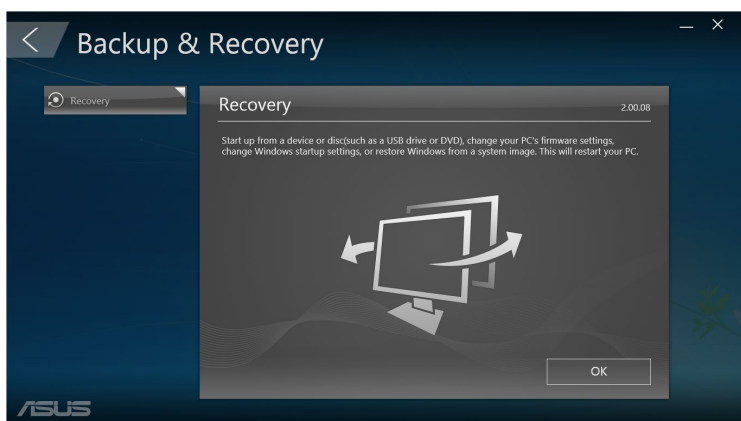 Backup & Recovery
Recovery
Recovery
2.00.08
Start up from a device or disc(such as a USB drive or DVD), change your PC's firmware settings,
change Windows startup settings, or restore Windows from a system image. This will restart your PC.
OK
ASUS